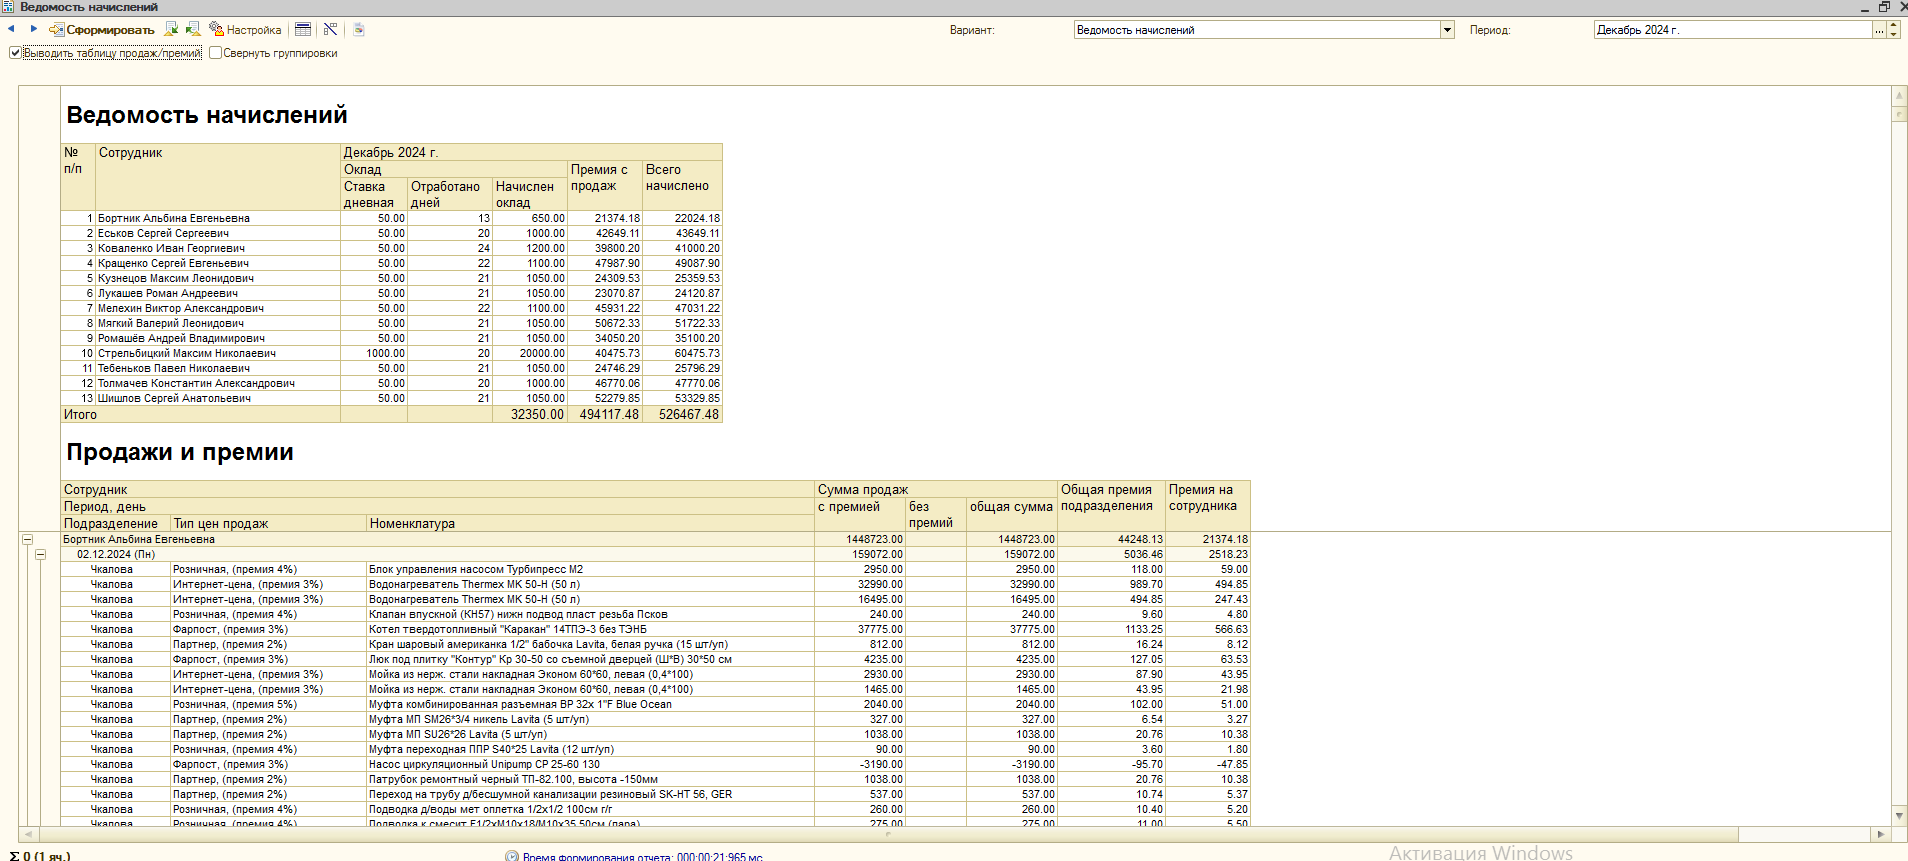 Ведомость начислений
Сформировать Настройка Вариант: Ведомость начислений Период: Декабрь 2024 г. ...
Выводить таблицу продаж/премий Свернуть группировки
Ведомость начислений
№ п/п Сотрудник Декабрь 2024 г.
Оклад Премия с продаж Всего начислено
Ставка дневная Отработано дней Начислен оклад
1 Бортник Альбина Евгеньевна 50.00 13 650.00 21374.18 22024.18
2 Еськов Сергей Сергеевич 50.00 20 1000.00 42649.11 43649.11
3 Коваленко Иван Георгиевич 50.00 24 1200.00 39800.20 41000.20
4 Кращенко Сергей Евгеньевич 50.00 22 1100.00 47987.90 49087.90
5 Кузнецов Максим Леонидович 50.00 21 1050.00 24309.53 25359.53
6 Лукашев Роман Андреевич 50.00 21 1050.00 23070.87 24120.87
7 Мелехин Виктор Александрович 50.00 22 1100.00 45931.22 47031.22
8 Мягкий Валерий Леонидович 50.00 21 1050.00 50672.33 51722.33
9 Ромашёв Андрей Владимирович 50.00 21 1050.00 34050.20 35100.20
10 Стрельбицкий Максим Николаевич 1000.00 20 20000.00 40475.73 60475.73
11 Тебеньков Павел Николаевич 50.00 21 1050.00 24746.29 25796.29
12 Толмачев Константин Александрович 50.00 20 1000.00 46770.06 47770.06
13 Шишлов Сергей Анатольевич 50.00 21 1050.00 52279.85 53329.85
Итого 32350.00 494117.48 526467.48
Продажи и премии
Сотрудник Сумма продаж Общая премия подразделения Премия на сотрудника
Период, день с премией без премий общая сумма
Подразделение Тип цен продаж Номенклатура
Бортник Альбина Евгеньевна 1448723.00 1448723.00 44248.13 21374.18
02.12.2024 (Пн) 159072.00 159072.00 5036.46 2518.23
Чкалова Розничная, (премия 4%) Блок управления насосом Турбипресс М2 2950.00 2950.00 118.00 59.00
Чкалова Интернет-цена, (премия 3%) Водонагреватель Thermex MK 50-H (50 л) 32990.00 32990.00 989.70 494.85
Чкалова Интернет-цена, (премия 3%) Водонагреватель Thermex MK 50-H (50 л) 16495.00 16495.00 494.85 247.43
Чкалова Розничная, (премия 4%) Клапан впускной (КН57) нижн подвод пласт резьба Псков 240.00 240.00 9.60 4.80
Чкалова Фарпост, (премия 3%) Котел твердотопливный "Каракан" 14ТПЭ-3 без ТЭНБ 37775.00 37775.00 1133.25 566.63
Чкалова Партнер, (премия 2%) Кран шаровый американка 1/2" бабочка Lavita, белая ручка (15 шт/уп) 812.00 812.00 16.24 8.12
Чкалова Фарпост, (премия 3%) Люк под плитку "Контур" Кр 30-50 со съемной дверцей (Ш*В) 30*50 см 4235.00 4235.00 127.05 63.53
Чкалова Интернет-цена, (премия 3%) Мойка из нерж. стали накладная Эконом 60*60, левая (0,4*100) 2930.00 2930.00 87.90 43.95
Чкалова Интернет-цена, (премия 3%) Мойка из нерж. стали накладная Эконом 60*60, левая (0,4*100) 1465.00 1465.00 43.95 21.98
Чкалова Розничная, (премия 5%) Муфта комбинированная разъемная ВР 32х 1"F Blue Ocean 2040.00 2040.00 102.00 51.00
Чкалова Партнер, (премия 2%) Муфта МП SM26*3/4 никель Lavita (5 шт/уп) 327.00 327.00 6.54 3.27
Чкалова Партнер, (премия 2%) Муфта МП SU26*26 Lavita (5 шт/уп) 1038.00 1038.00 20.76 10.38
Чкалова Розничная, (премия 4%) Муфта переходная ППР S40*25 Lavita (12 шт/уп) 90.00 90.00 3.60 1.80
Чкалова Фарпост, (премия 3%) Насос циркуляционный Unipump CP 25-60 130 -3190.00 -3190.00 -95.70 -47.85
Чкалова Партнер, (премия 2%) Патрубок ремонтный черный ТП-82.100, высота -150мм 1038.00 1038.00 20.76 10.38
Чкалова Партнер, (премия 2%) Переход на трубу д/бесшумной канализации резиновый SK-HT 56, GER 537.00 537.00 10.74 5.37
Чкалова Розничная, (премия 4%) Подводка д/воды мет оплетка 1/2х1/2 100см г/г 260.00 260.00 10.40 5.20
Чкалова Розничная, (премия 4%) Подводка к смесит F1/2хМ10х18/М10х35 50см (пара) 275.00 275.00 11.00 5.50
Σ 0 (1 яч.) Время формирования отчета: 000:00:21:965 мс Активация Windows